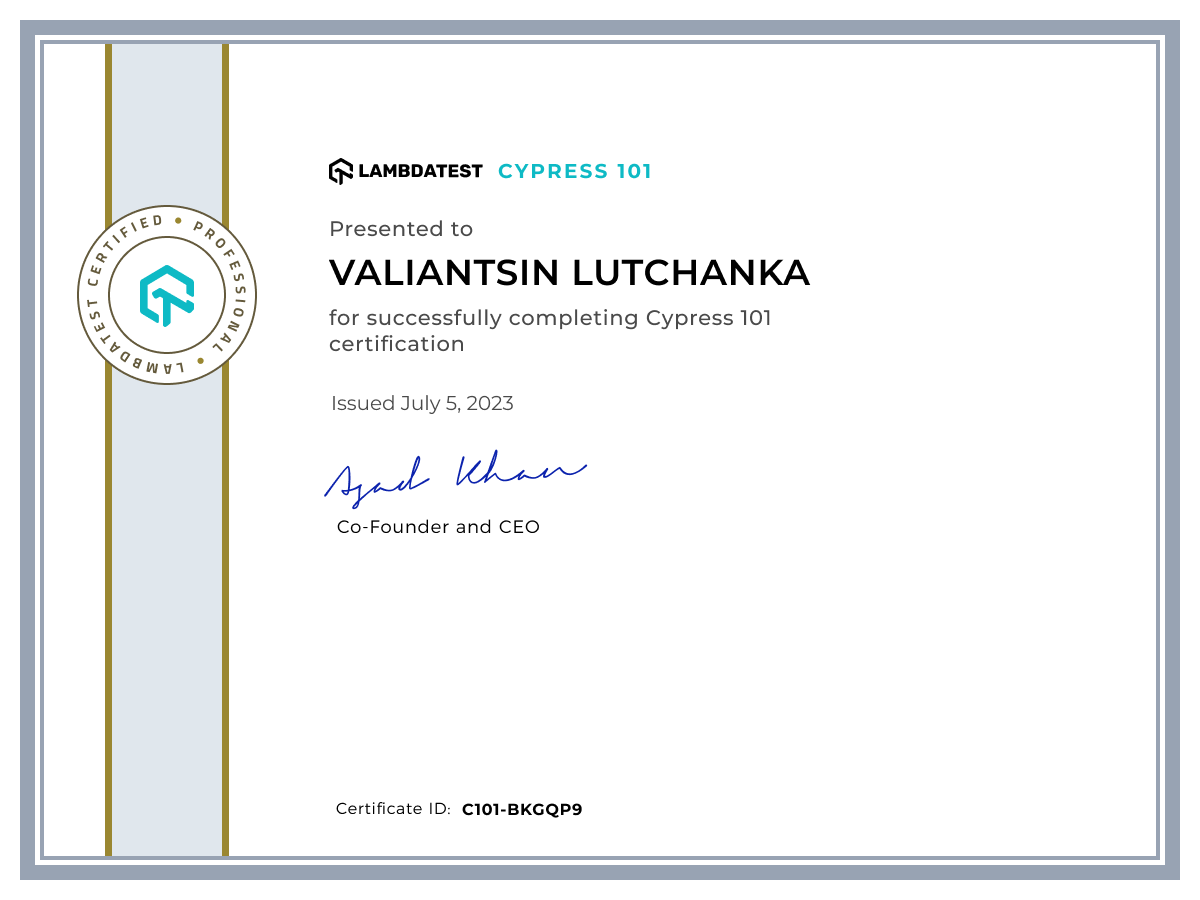 LAMBDATEST CYPRESS 101
Presented to
VALIANTSIN LUTCHANKA
for successfully completing Cypress 101
certification
LAMBDATEST CERTIFIED • PROFESSIONAL •
Issued July 5, 2023
Asad Khan
Co-Founder and CEO
Certificate ID: C101-BKGQP9